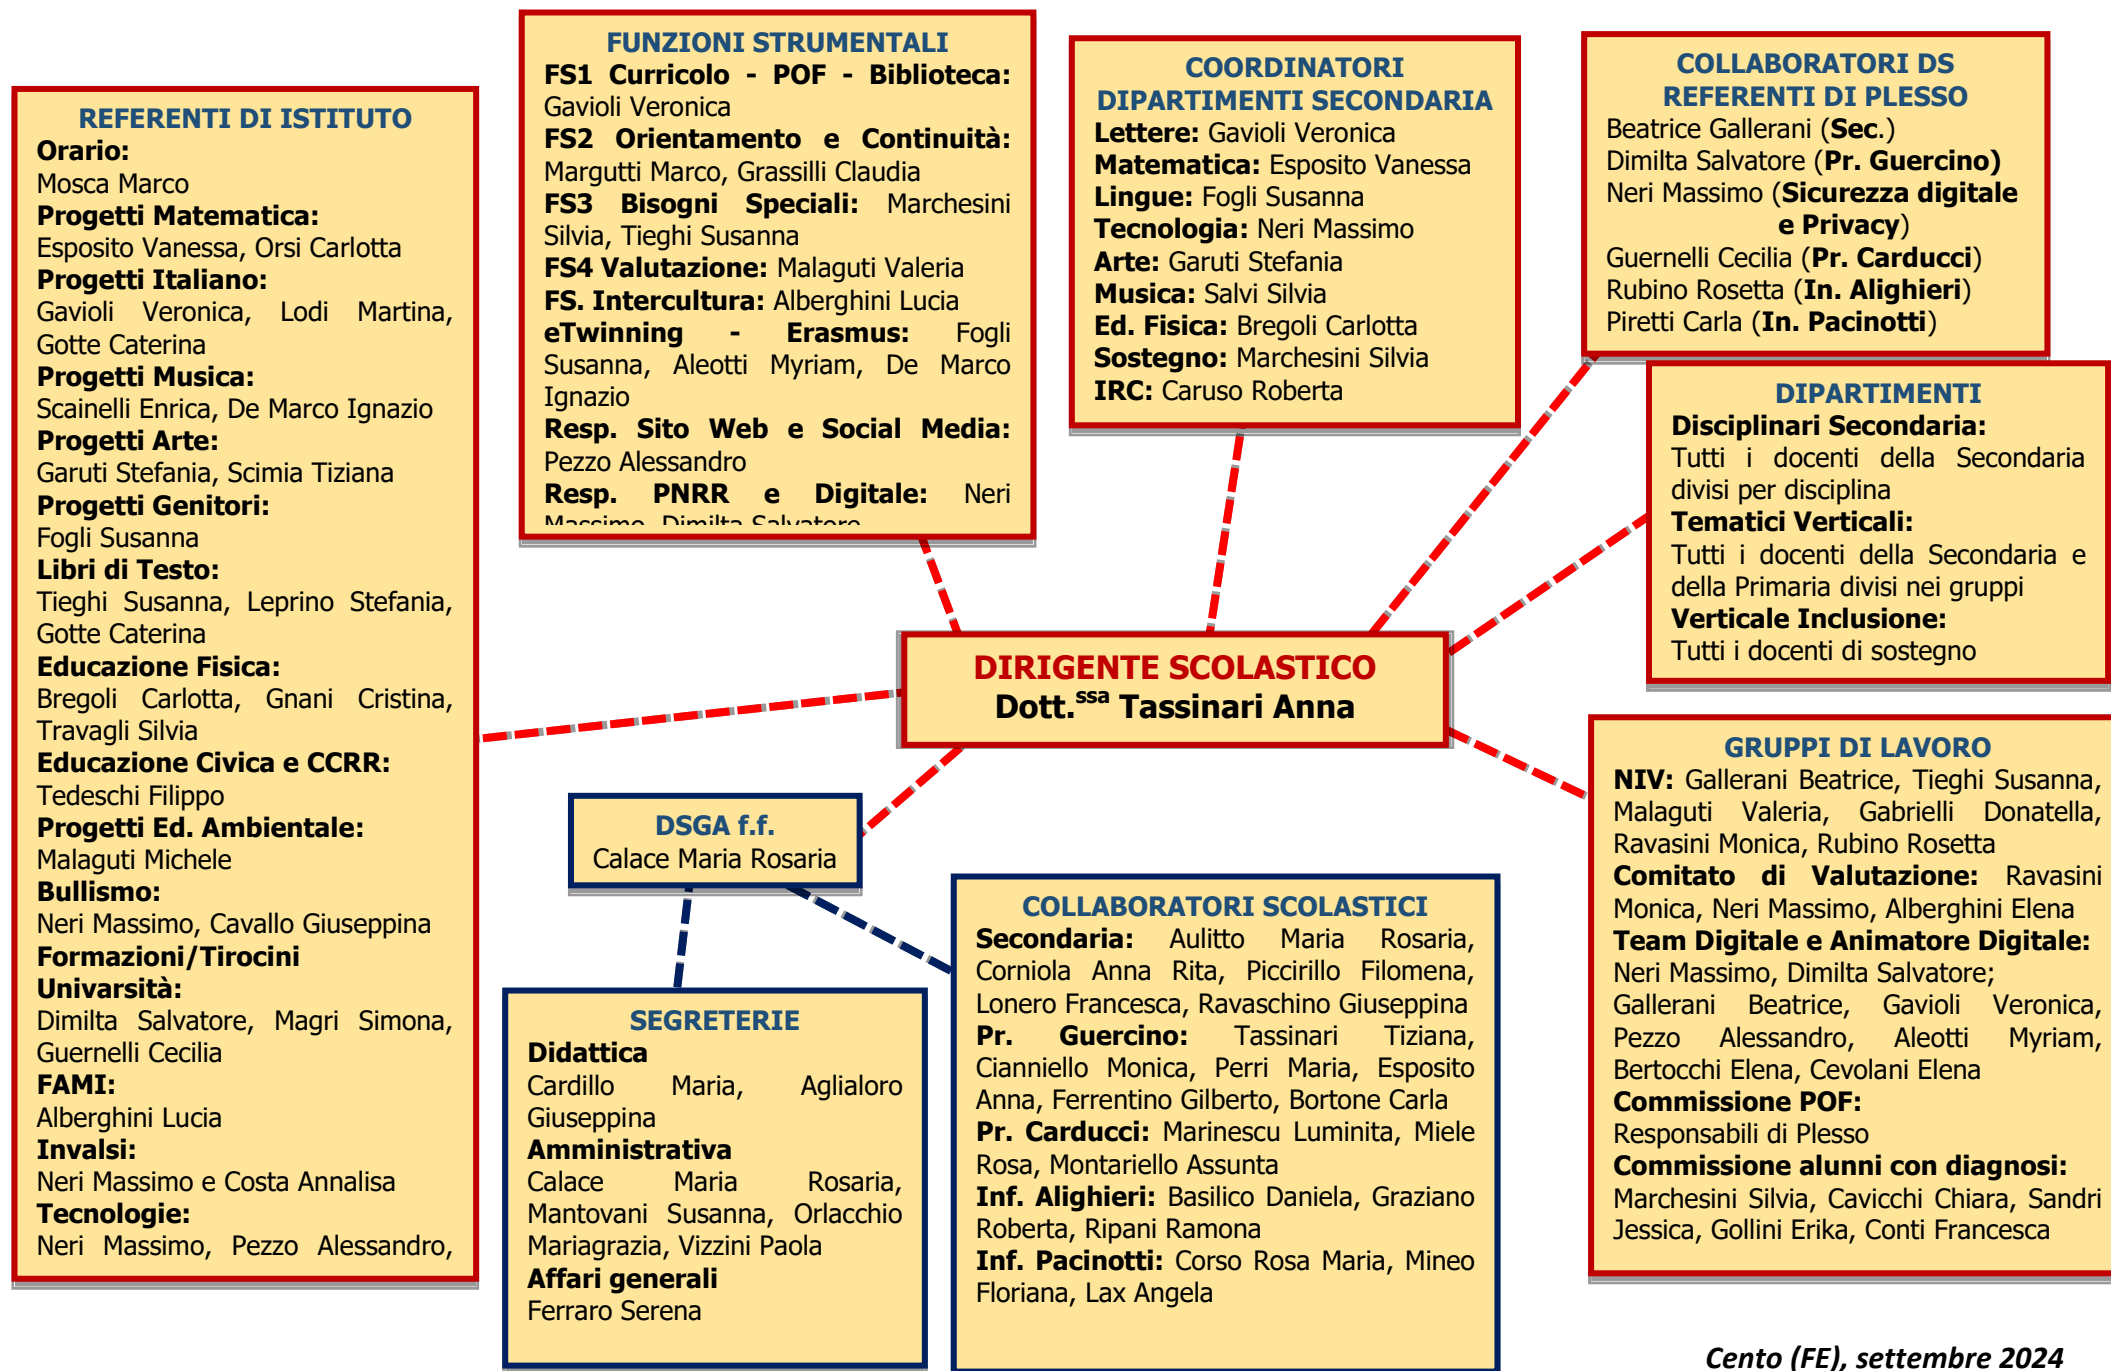 REFERENTI DI ISTITUTO
Orario:
Mosca Marco
Progetti Matematica:
Esposito Vanessa, Orsi Carlotta
Progetti Italiano:
Gavioli Veronica, Lodi Martina,
Gotte Caterina
Progetti Musica:
Scainelli Enrica, De Marco Ignazio
Progetti Arte:
Garuti Stefania, Scimia Tiziana
Progetti Genitori:
Fogli Susanna
Libri di Testo:
Tieghi Susanna, Leprino Stefania,
Gotte Caterina
Educazione Fisica:
Bregoli Carlotta, Gnani Cristina,
Travagli Silvia
Educazione Civica e CCRR:
Tedeschi Filippo
Progetti Ed. Ambientale:
Malaguti Michele
Bullismo:
Neri Massimo, Cavallo Giuseppina
Formazioni/Tirocini
Univarsità:
Dimilta Salvatore, Magri Simona,
Guernelli Cecilia
FAMI:
Alberghini Lucia
Invalsi:
Neri Massimo e Costa Annalisa
Tecnologie:
Neri Massimo, Pezzo Alessandro,
FUNZIONI STRUMENTALI
FS1 Curricolo - POF - Biblioteca:
Gavioli Veronica
FS2 Orientamento e Continuità:
Margutti Marco, Grassilli Claudia
FS3 Bisogni Speciali: Marchesini
Silvia, Tieghi Susanna
FS4 Valutazione: Malaguti Valeria
FS. Intercultura: Alberghini Lucia
eTwinning - Erasmus: Fogli
Susanna, Aleotti Myriam, De Marco
Ignazio
Resp. Sito Web e Social Media:
Pezzo Alessandro
Resp. PNRR e Digitale: Neri
Massimo, Dimilta Salvatore
COORDINATORI
DIPARTIMENTI SECONDARIA
Lettere: Gavioli Veronica
Matematica: Esposito Vanessa
Lingue: Fogli Susanna
Tecnologia: Neri Massimo
Arte: Garuti Stefania
Musica: Salvi Silvia
Ed. Fisica: Bregoli Carlotta
Sostegno: Marchesini Silvia
IRC: Caruso Roberta
COLLABORATORI DS
REFERENTI DI PLESSO
Beatrice Gallerani (Sec.)
Dimilta Salvatore (Pr. Guercino)
Neri Massimo (Sicurezza digitale
e Privacy)
Guernelli Cecilia (Pr. Carducci)
Rubino Rosetta (In. Alighieri)
Piretti Carla (In. Pacinotti)
DIPARTIMENTI
Disciplinari Secondaria:
Tutti i docenti della Secondaria
divisi per disciplina
Tematici Verticali:
Tutti i docenti della Secondaria e
della Primaria divisi nei gruppi
Verticale Inclusione:
Tutti i docenti di sostegno
DIRIGENTE SCOLASTICO
Dott.ssa Tassinari Anna
DSGA f.f.
Calace Maria Rosaria
SEGRETERIE
Didattica
Cardillo Maria, Aglialoro
Giuseppina
Amministrativa
Calace Maria Rosaria,
Mantovani Susanna, Orlacchio
Mariagrazia, Vizzini Paola
Affari generali
Ferraro Serena
COLLABORATORI SCOLASTICI
Secondaria: Aulitto Maria Rosaria,
Corniola Anna Rita, Piccirillo Filomena,
Lonero Francesca, Ravaschino Giuseppina
Pr. Guercino: Tassinari Tiziana,
Cianniello Monica, Perri Maria, Esposito
Anna, Ferrentino Gilberto, Bortone Carla
Pr. Carducci: Marinescu Luminita, Miele
Rosa, Montariello Assunta
Inf. Alighieri: Basilico Daniela, Graziano
Roberta, Ripani Ramona
Inf. Pacinotti: Corso Rosa Maria, Mineo
Floriana, Lax Angela
GRUPPI DI LAVORO
NIV: Gallerani Beatrice, Tieghi Susanna,
Malaguti Valeria, Gabrielli Donatella,
Ravasini Monica, Rubino Rosetta
Comitato di Valutazione: Ravasini
Monica, Neri Massimo, Alberghini Elena
Team Digitale e Animatore Digitale:
Neri Massimo, Dimilta Salvatore;
Gallerani Beatrice, Gavioli Veronica,
Pezzo Alessandro, Aleotti Myriam,
Bertocchi Elena, Cevolani Elena
Commissione POF:
Responsabili di Plesso
Commissione alunni con diagnosi:
Marchesini Silvia, Cavicchi Chiara, Sandri
Jessica, Gollini Erika, Conti Francesca
Cento (FE), settembre 2024